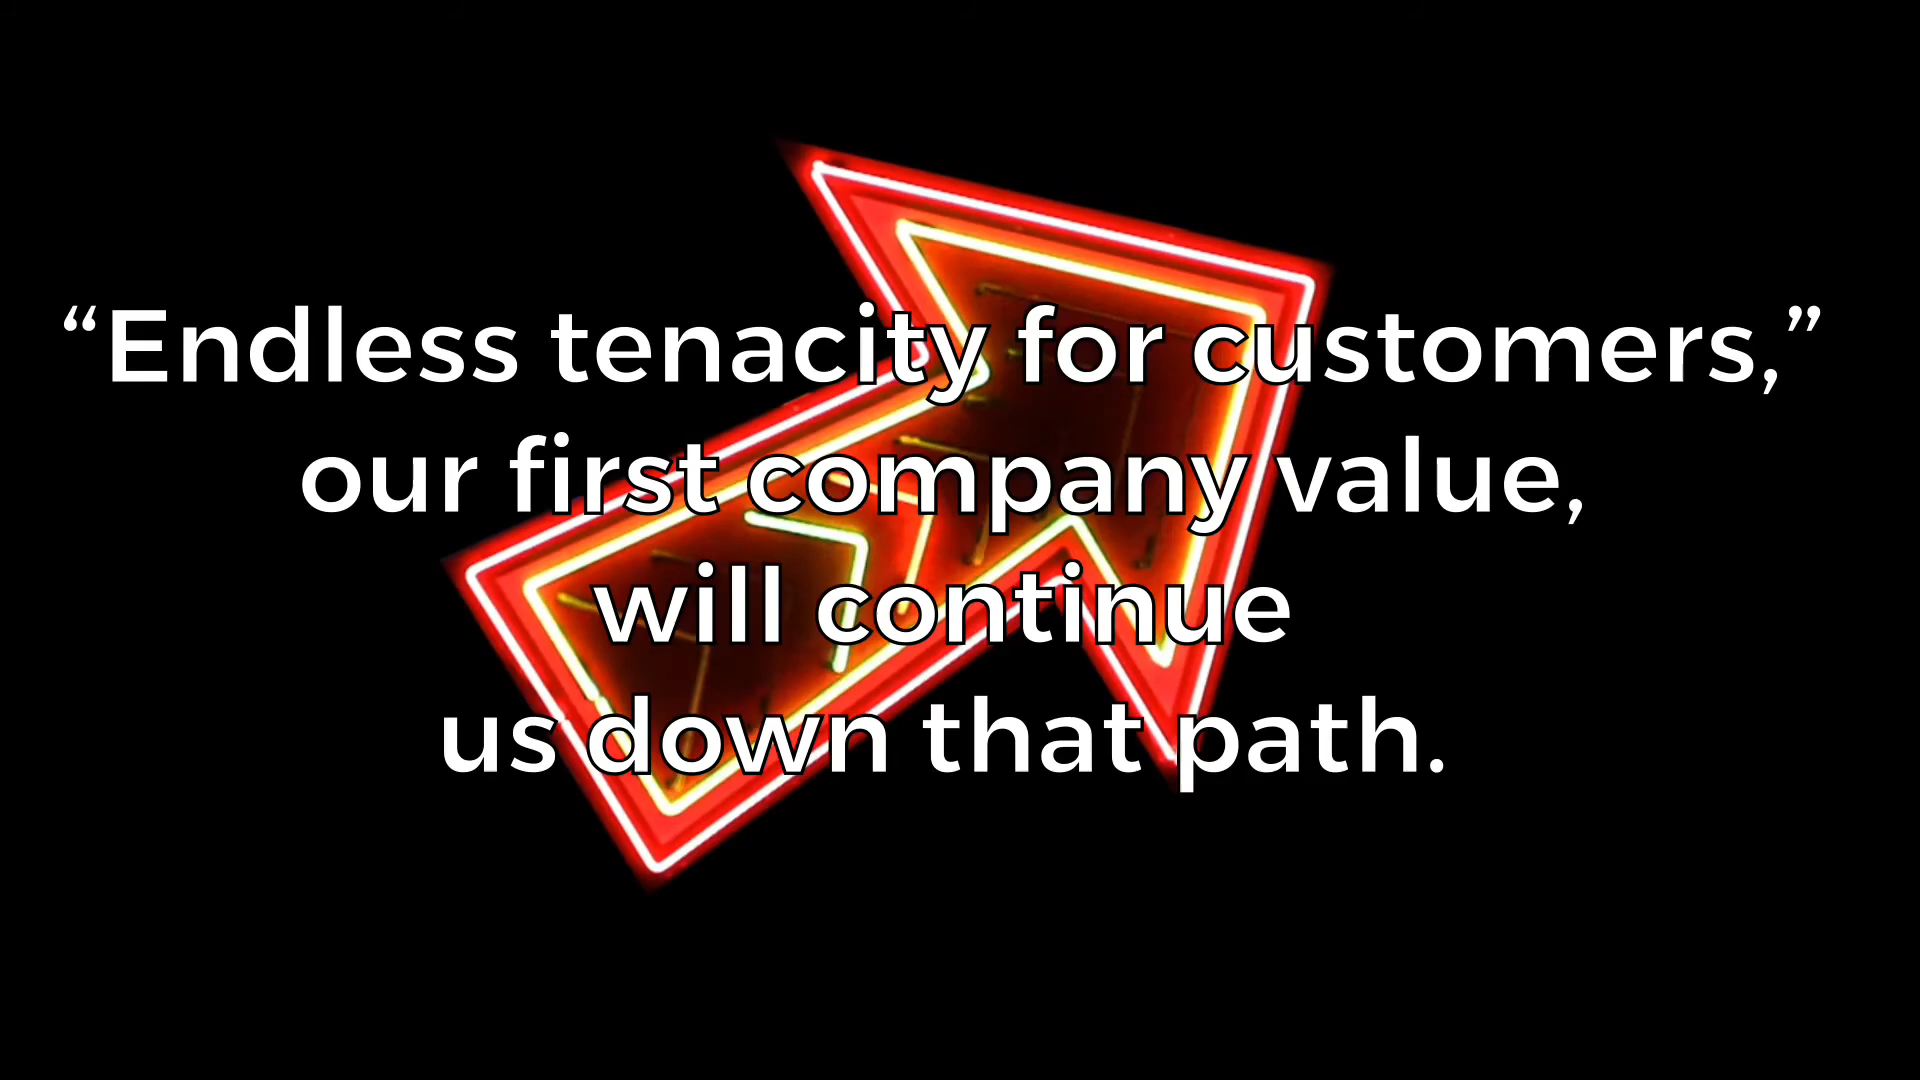 “Endless tenacity for customers,”
our first company value,
will continue
us down that path.